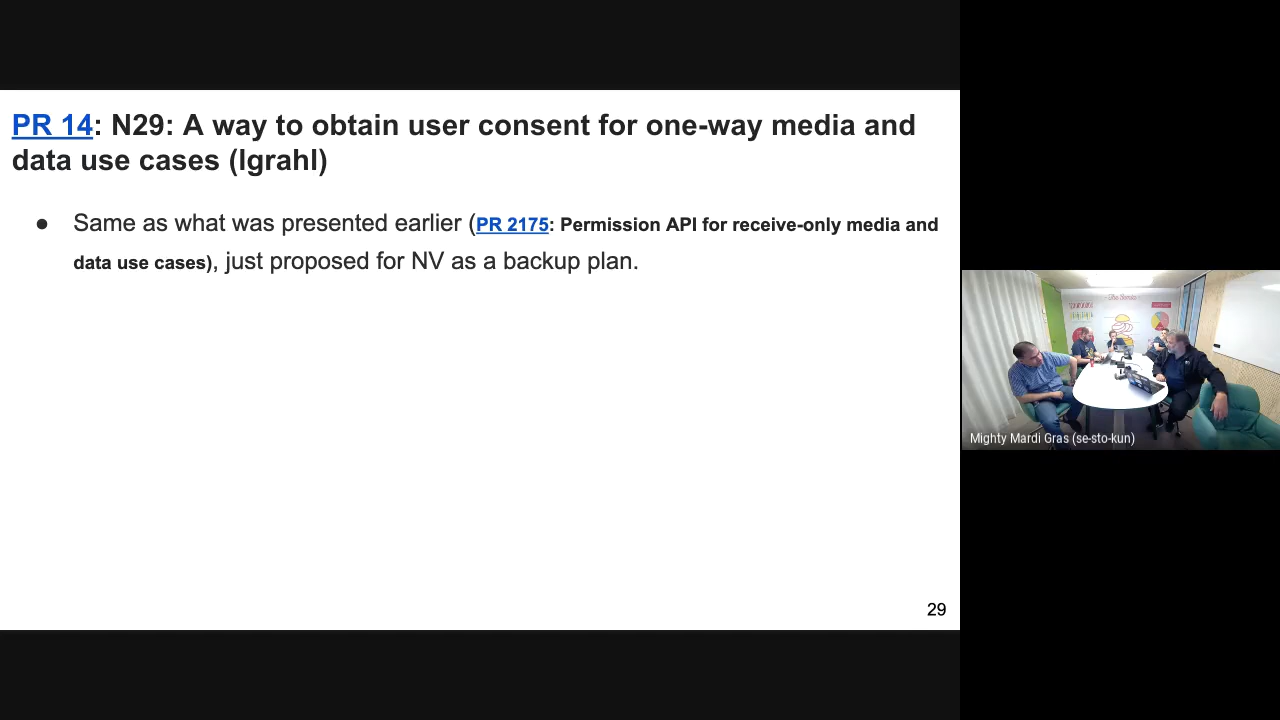 PR 14: N29: A way to obtain user consent for one-way media and
data use cases (lgrahl)
● Same as what was presented earlier (PR 2175: Permission API for receive-only media and
data use cases), just proposed for NV as a backup plan.
29
Mighty Mardi Gras (se-sto-kun)